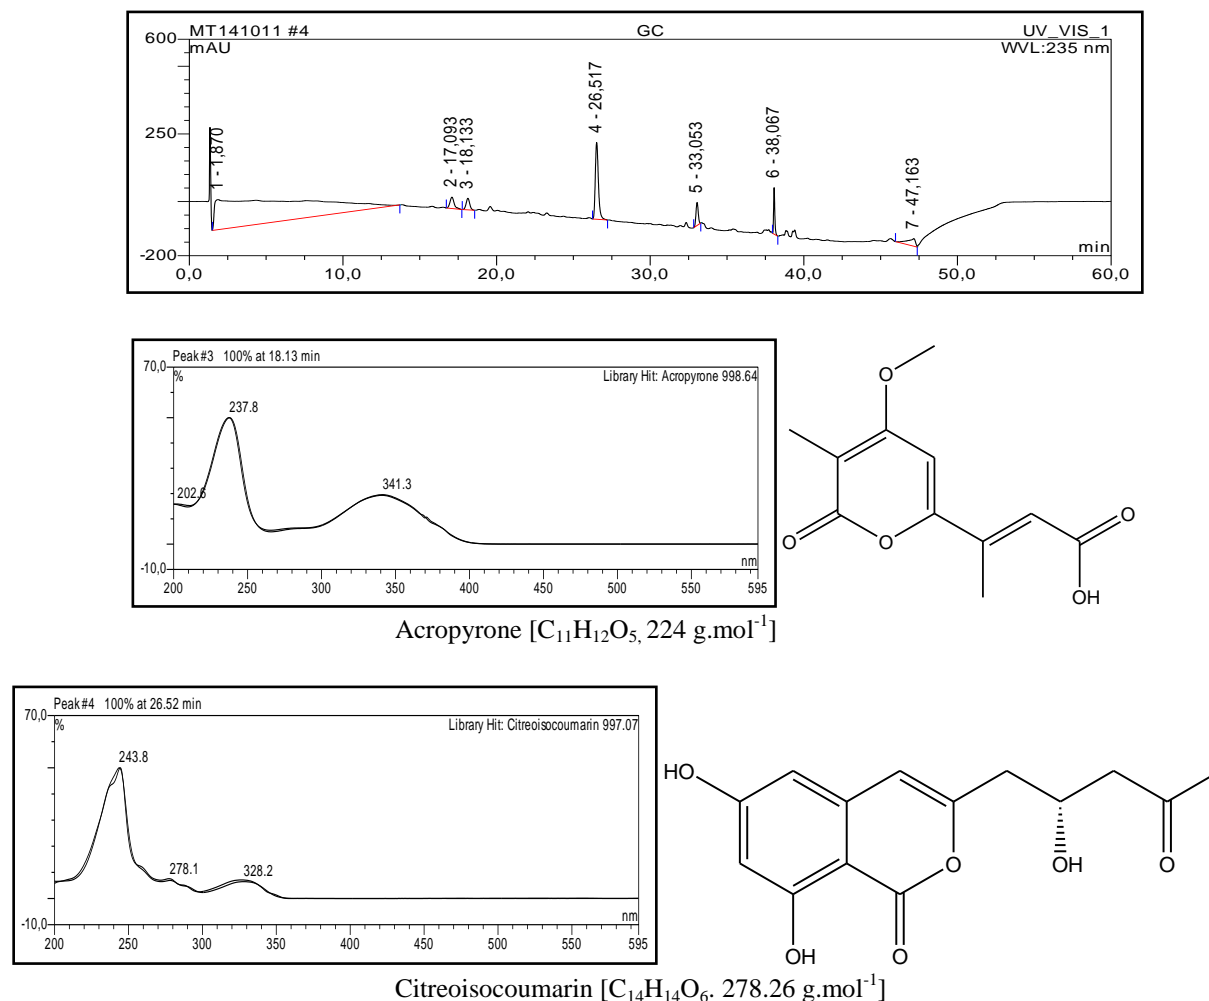 MT141011 #4 GC UV_VIS_1
600 mAU WVL:235 nm
250
-200
1 - 1,870
2 - 17,093
3 - 18,133
4 - 26,517
5 - 33,053
6 - 38,067
7 - 47,163
min
0,0 10,0 20,0 30,0 40,0 50,0 60,0
Peak #3 100% at 18.13 min
70,0
%
Library Hit: Acropyrone 998.64
237.8
202.6
341.3
-10,0
nm
200 250 300 350 400 450 500 550 595
O
O
O
O
OH
Acropyrone [C₁₁H₁₂O₅, 224 g.mol⁻¹]
Peak #4 100% at 26.52 min
70,0
%
Library Hit: Citreoisocoumarin 997.07
243.8
278.1
328.2
-10,0
nm
200 250 300 350 400 450 500 550 595
HO
O
OH
O
OH
O
Citreoisocoumarin [C₁₄H₁₄O₆. 278.26 g.mol⁻¹]